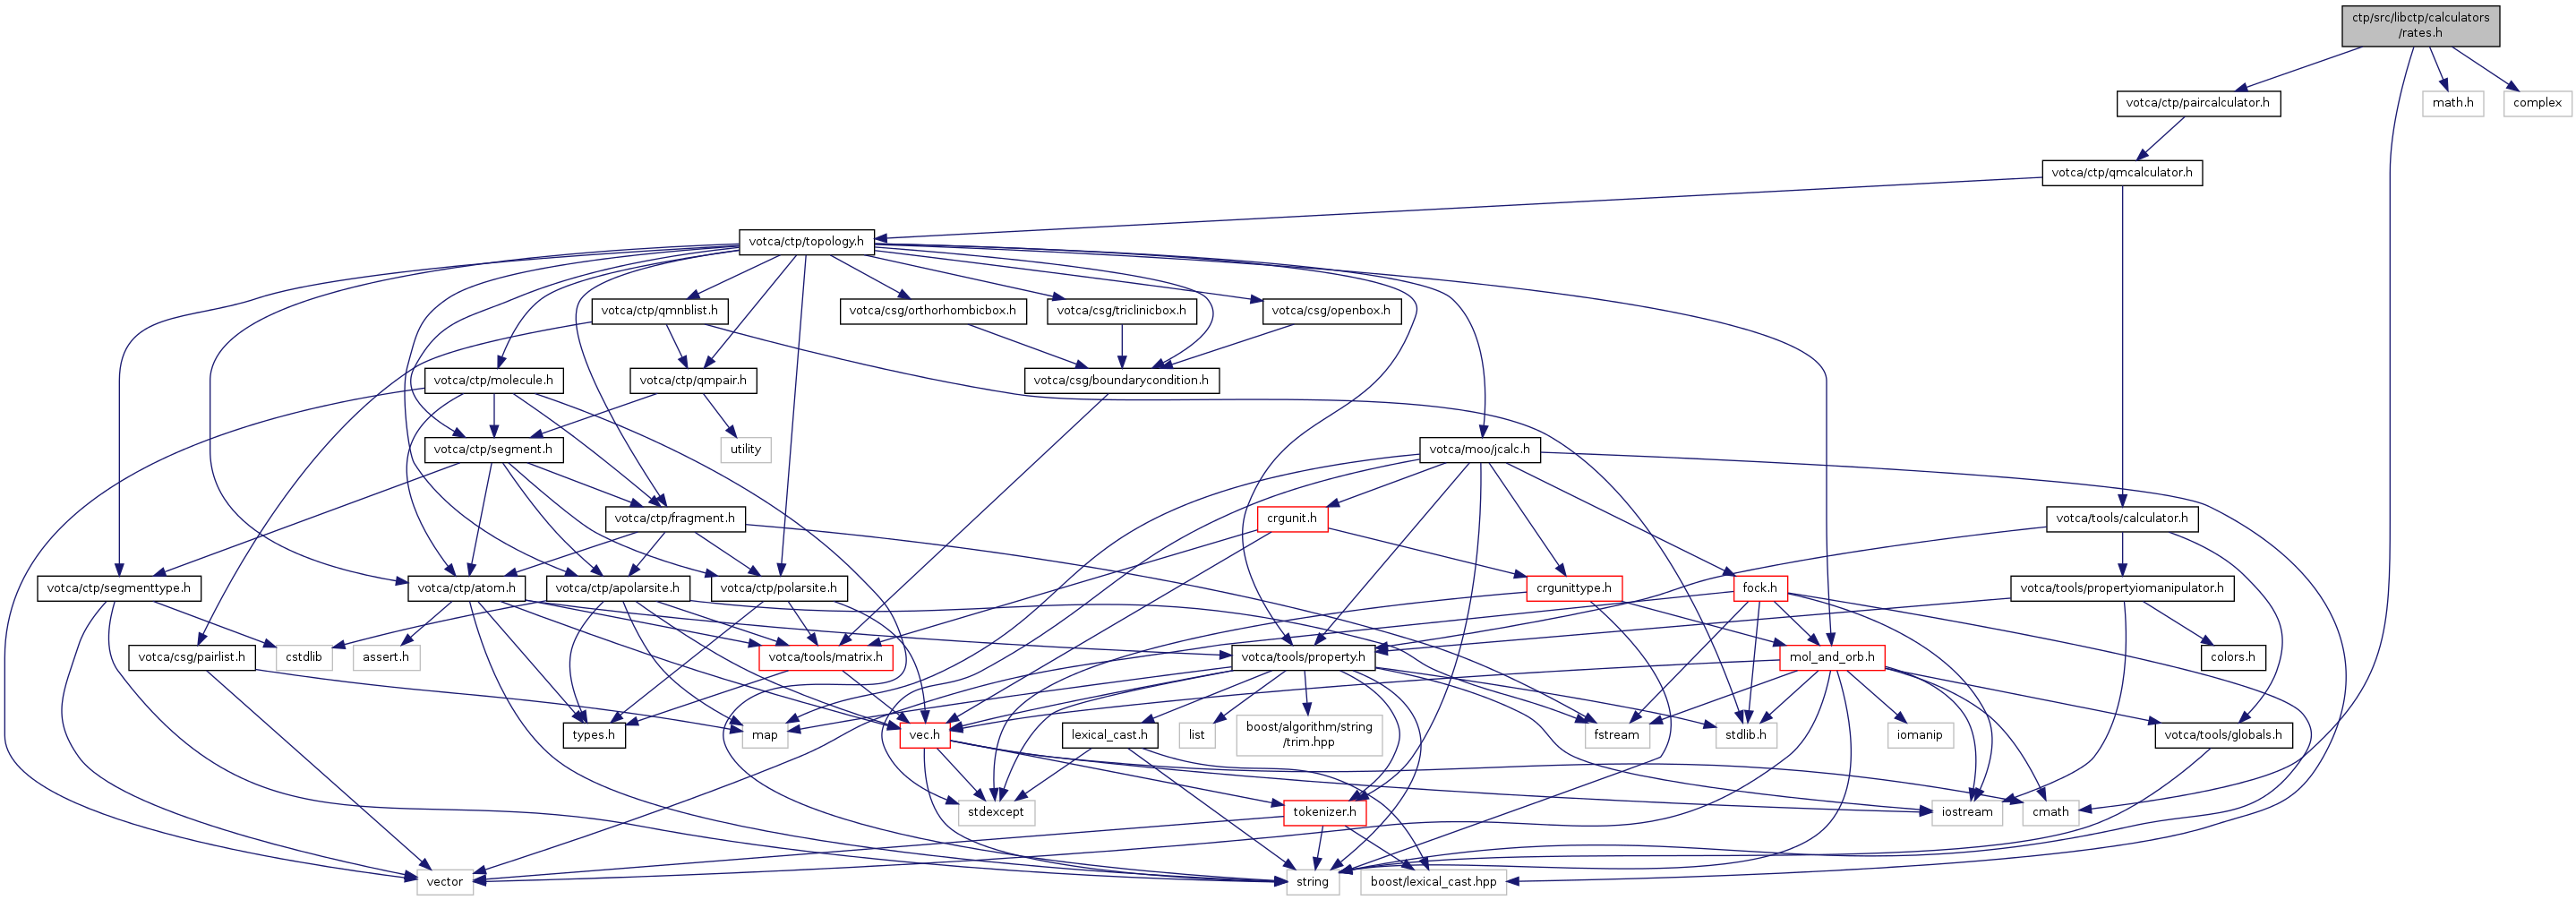 ctp/src/libctp/calculators
/rates.h
votca/ctp/paircalculator.h
math.h
complex
votca/ctp/qmcalculator.h
votca/ctp/topology.h
votca/ctp/qmnblist.h
votca/csg/orthorhombicbox.h
votca/csg/triclinicbox.h
votca/csg/openbox.h
votca/ctp/molecule.h
votca/ctp/qmpair.h
votca/csg/boundarycondition.h
votca/ctp/segment.h
utility
votca/moo/jcalc.h
votca/ctp/fragment.h
crgunit.h
votca/tools/calculator.h
votca/ctp/segmenttype.h
votca/ctp/atom.h
votca/ctp/apolarsite.h
votca/ctp/polarsite.h
crgunittype.h
fock.h
votca/tools/propertyiomanipulator.h
votca/csg/pairlist.h
cstdlib
assert.h
votca/tools/matrix.h
votca/tools/property.h
mol_and_orb.h
colors.h
types.h
map
vec.h
lexical_cast.h
list
boost/algorithm/string
/trim.hpp
fstream
stdlib.h
iomanip
votca/tools/globals.h
stdexcept
tokenizer.h
iostream
cmath
vector
string
boost/lexical_cast.hpp